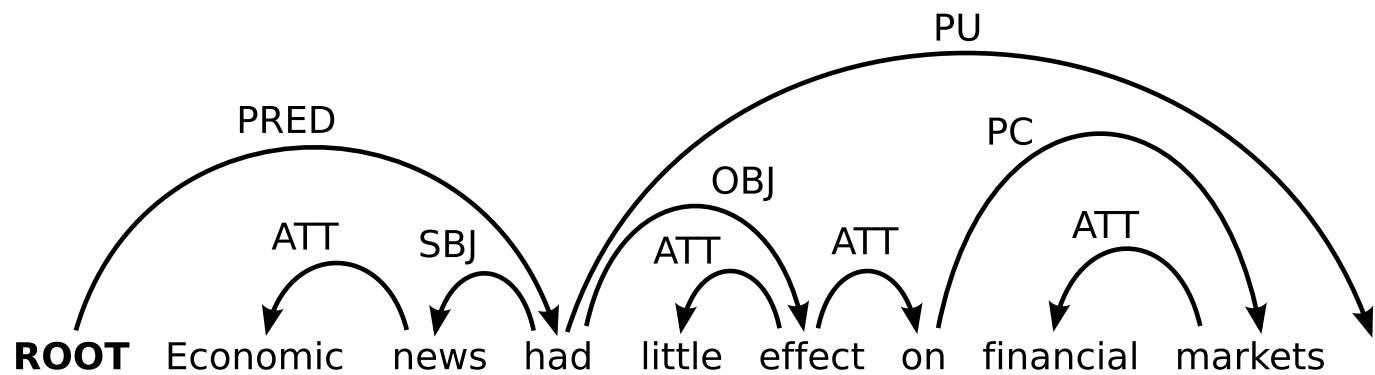 PU
PRED
PC
OBJ
ATT
SBJ
ATT
ATT
ATT
ROOT Economic news had little effect on financial markets